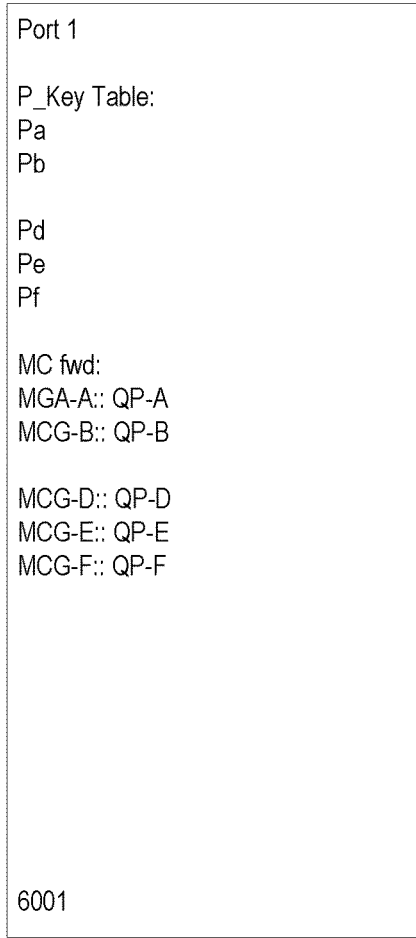 Port 1
P_Key Table:
Pa
Pb
Pd
Pe
Pf
MC fwd:
MGA-A:: QP-A
MCG-B:: QP-B
MCG-D:: QP-D
MCG-E:: QP-E
MCG-F:: QP-F
6001